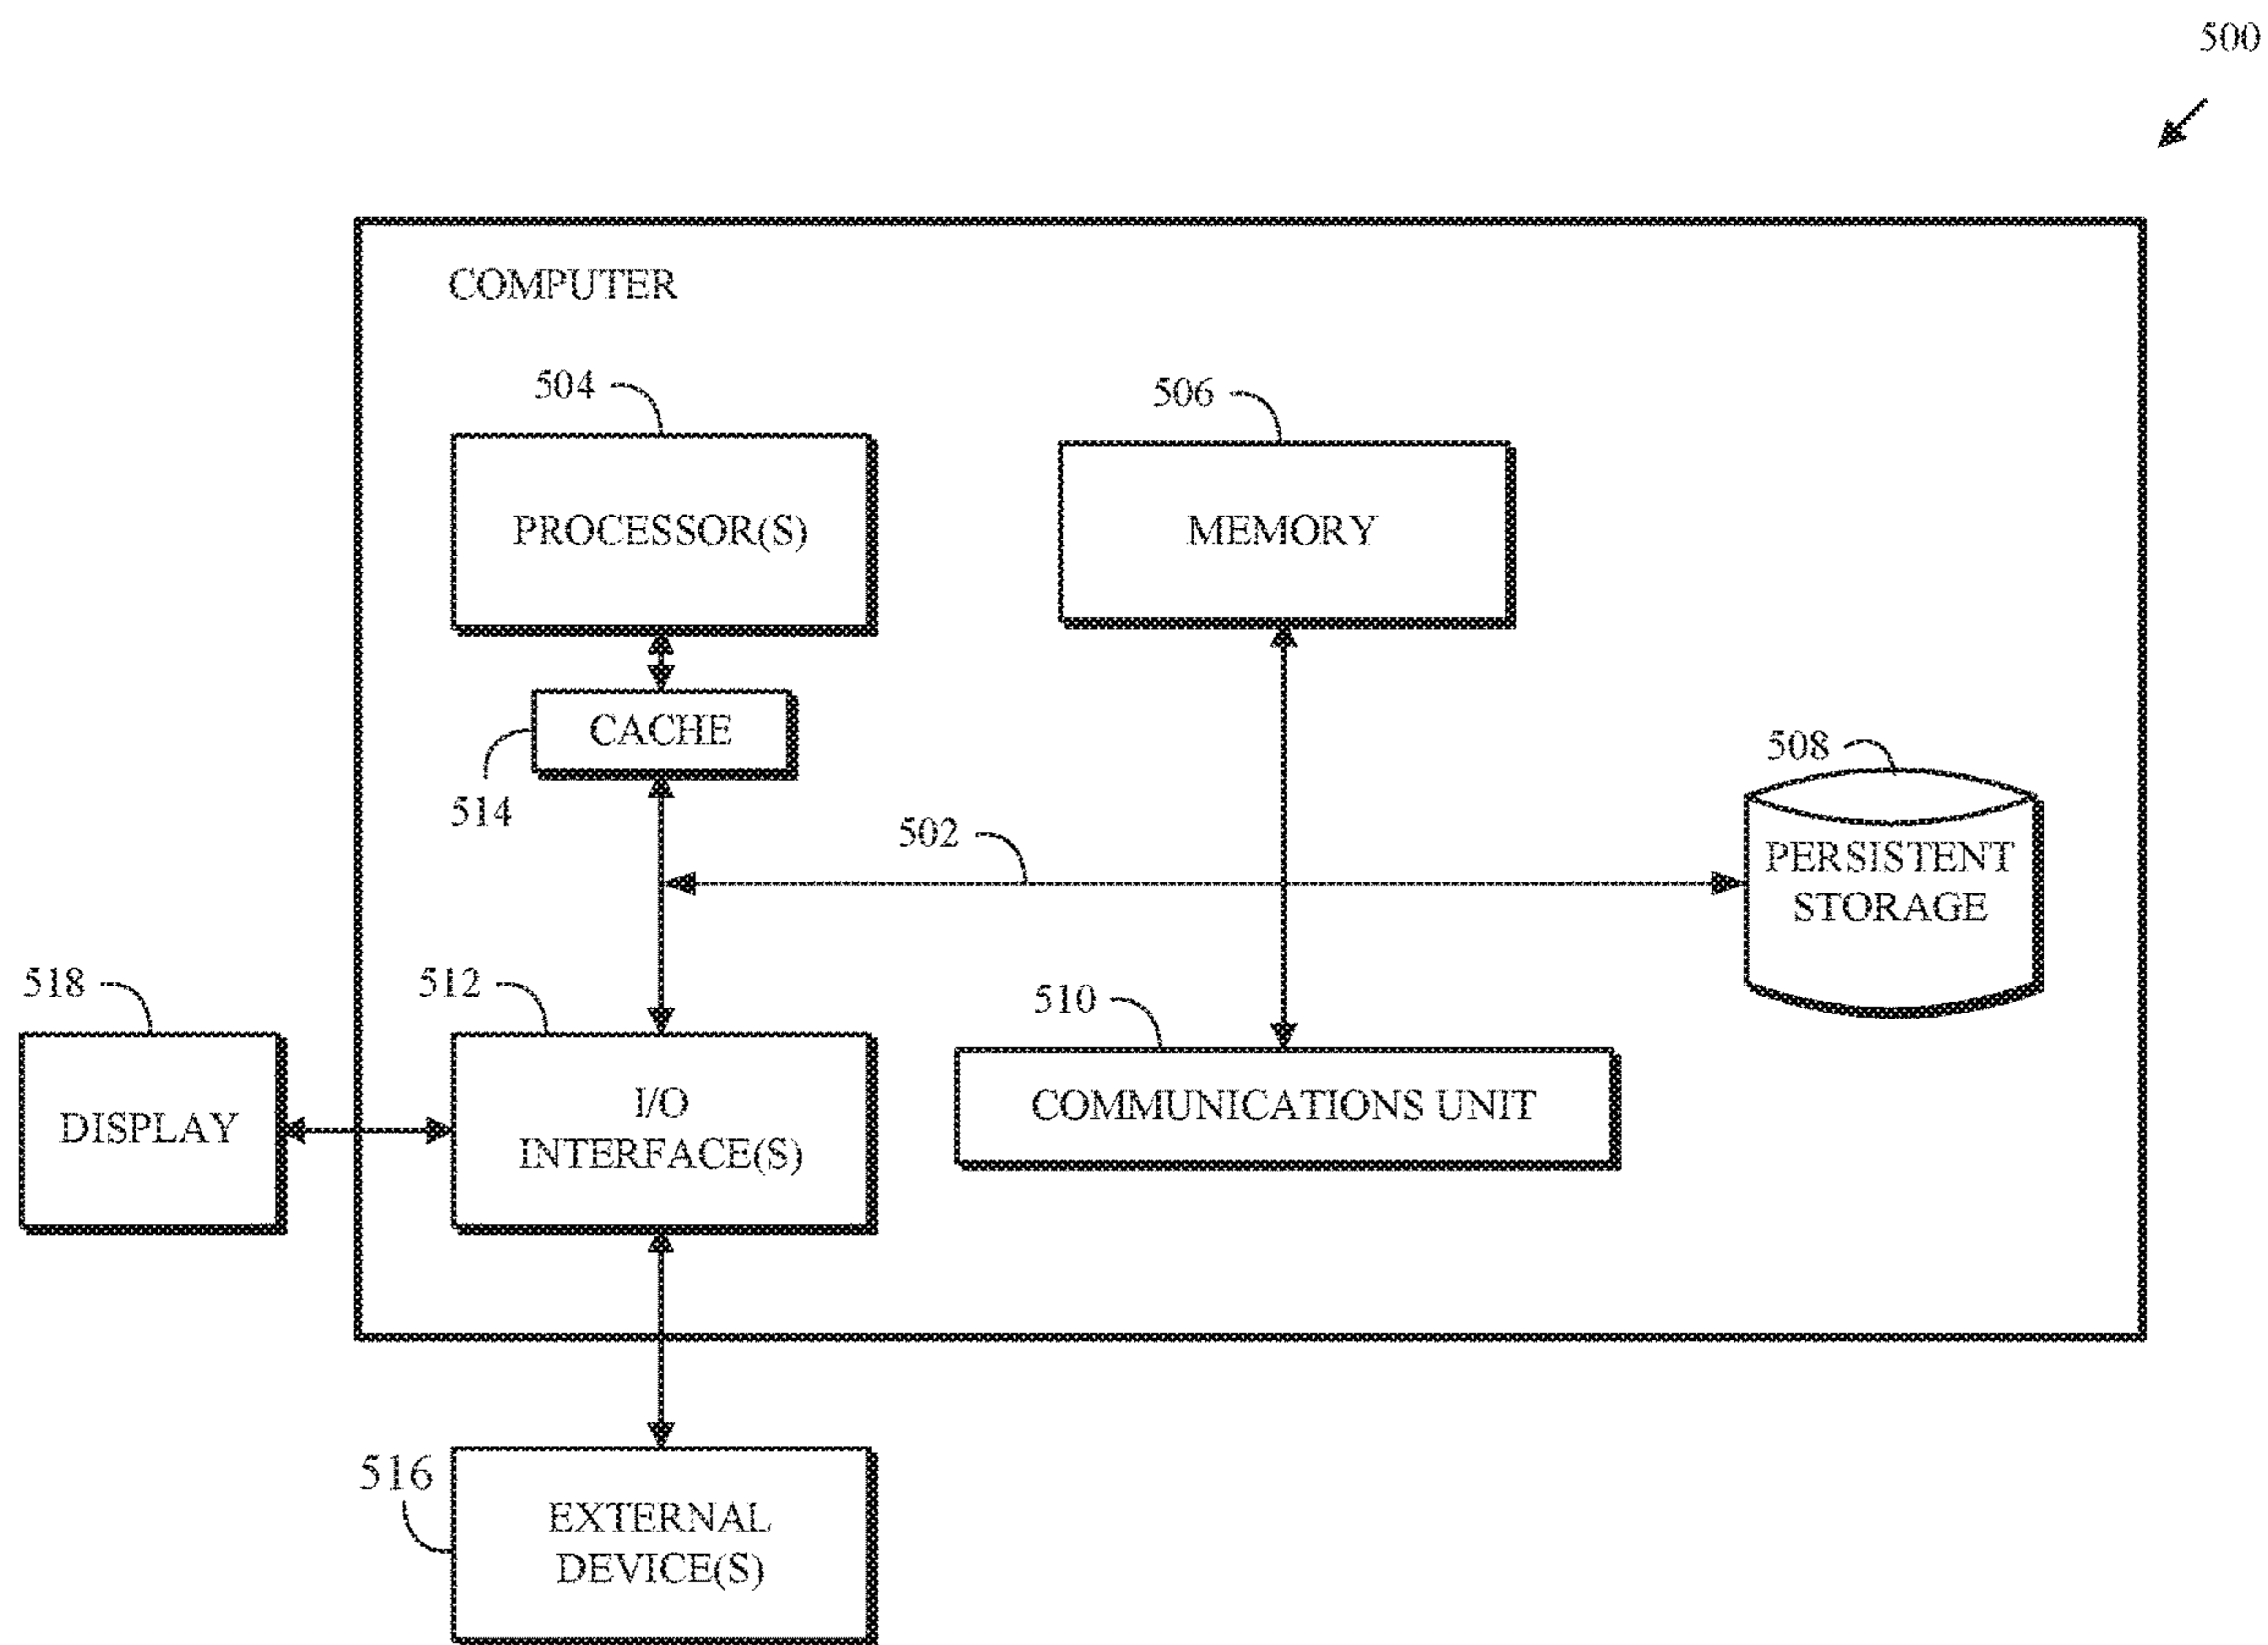 500
COMPUTER
504
506
PROCESSOR(S)
MEMORY
CACHE
514
508
502
PERSISTENT
STORAGE
518
512
510
DISPLAY
I/O
INTERFACE(S)
COMMUNICATIONS UNIT
516
EXTERNAL
DEVICE(S)